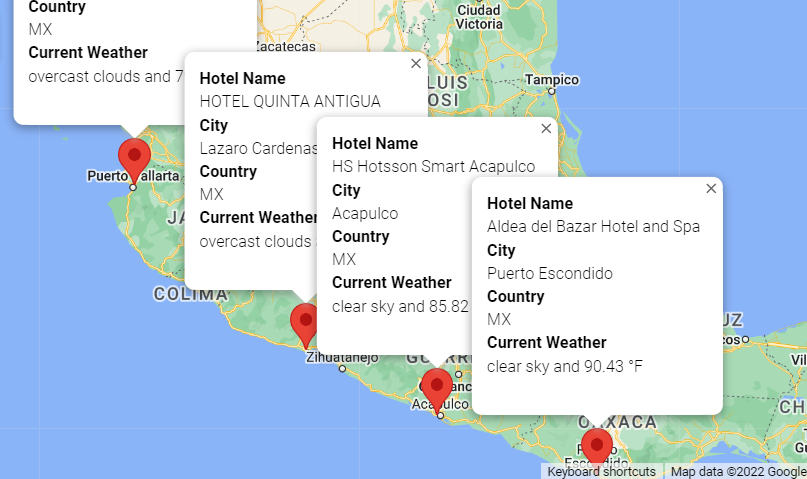 Country
MX
Current Weather
overcast clouds and 7
Hotel Name
HOTEL QUINTA ANTIGUA
City
Lazaro Cardenas
Country
MX
Current Weather
overcast clouds
Hotel Name
HS Hotsson Smart Acapulco
City
Acapulco
Country
MX
Current Weather
clear sky and 85.82
Hotel Name
Aldea del Bazar Hotel and Spa
City
Puerto Escondido
Country
MX
Current Weather
clear sky and 90.43 °F
Ciudad
Victoria
Zacatecas
LUIS
OSI
Tampico
Puerto Vallarta
JA
COLIMA
Zihuatanejo
GUERR
Acapulco
UZ
cos
Vil
CH
OAXACA
Escondido
Keyboard shortcuts
Map data ©2022 Google